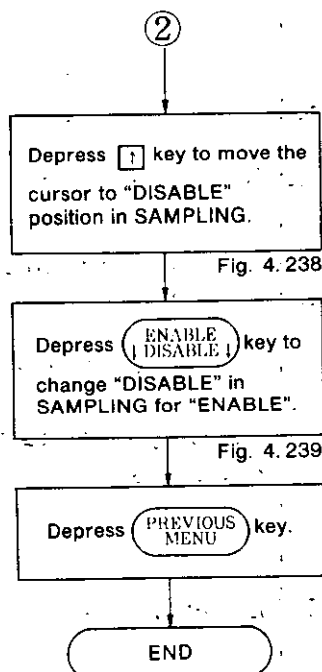 ②
Depress ↑ key to move the
cursor to “DISABLE”
position in SAMPLING.
Fig. 4.238
Depress ENABLE
↓ DISABLE ↓ key to
change “DISABLE” in
SAMPLING for “ENABLE”.
Fig. 4.239
Depress PREVIOUS
MENU key.
END